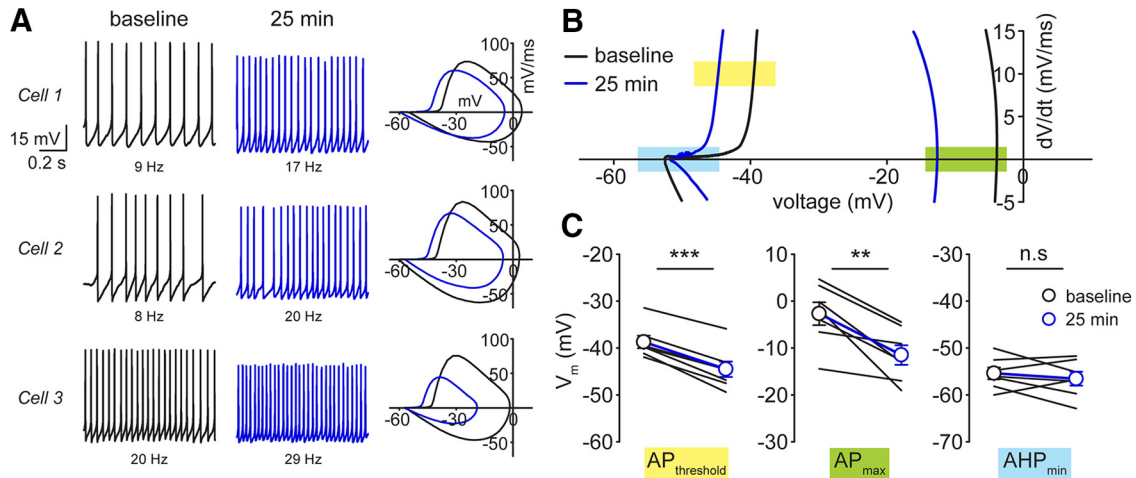 A
baseline
25 min
Cell 1
15 mV
0.2 s
9 Hz
17 Hz
100
50
mV
-60
-30
0
-50
mV/ms
Cell 2
8 Hz
20 Hz
100
50
-60
-30
0
-50
Cell 3
20 Hz
29 Hz
100
50
-60
-30
0
-50
B
baseline
25 min
15
10
5
0
-5
dV/dt (mV/ms)
-60
-40
-20
voltage (mV)
C
Vm (mV)
-20
-30
-40
-50
-60
***
APthreshold
10
0
-10
-20
-30
**
APmax
-20
-30
-40
-50
-60
-70
n.s
baseline
25 min
AHPmin